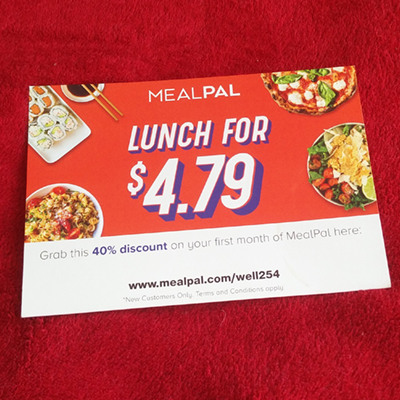 MEALPAL
LUNCH FOR
$4.79
Grab this 40% discount on your first month of MealPal here:
www.mealpal.com/well254
*New Customers Only. Terms and Conditions apply.